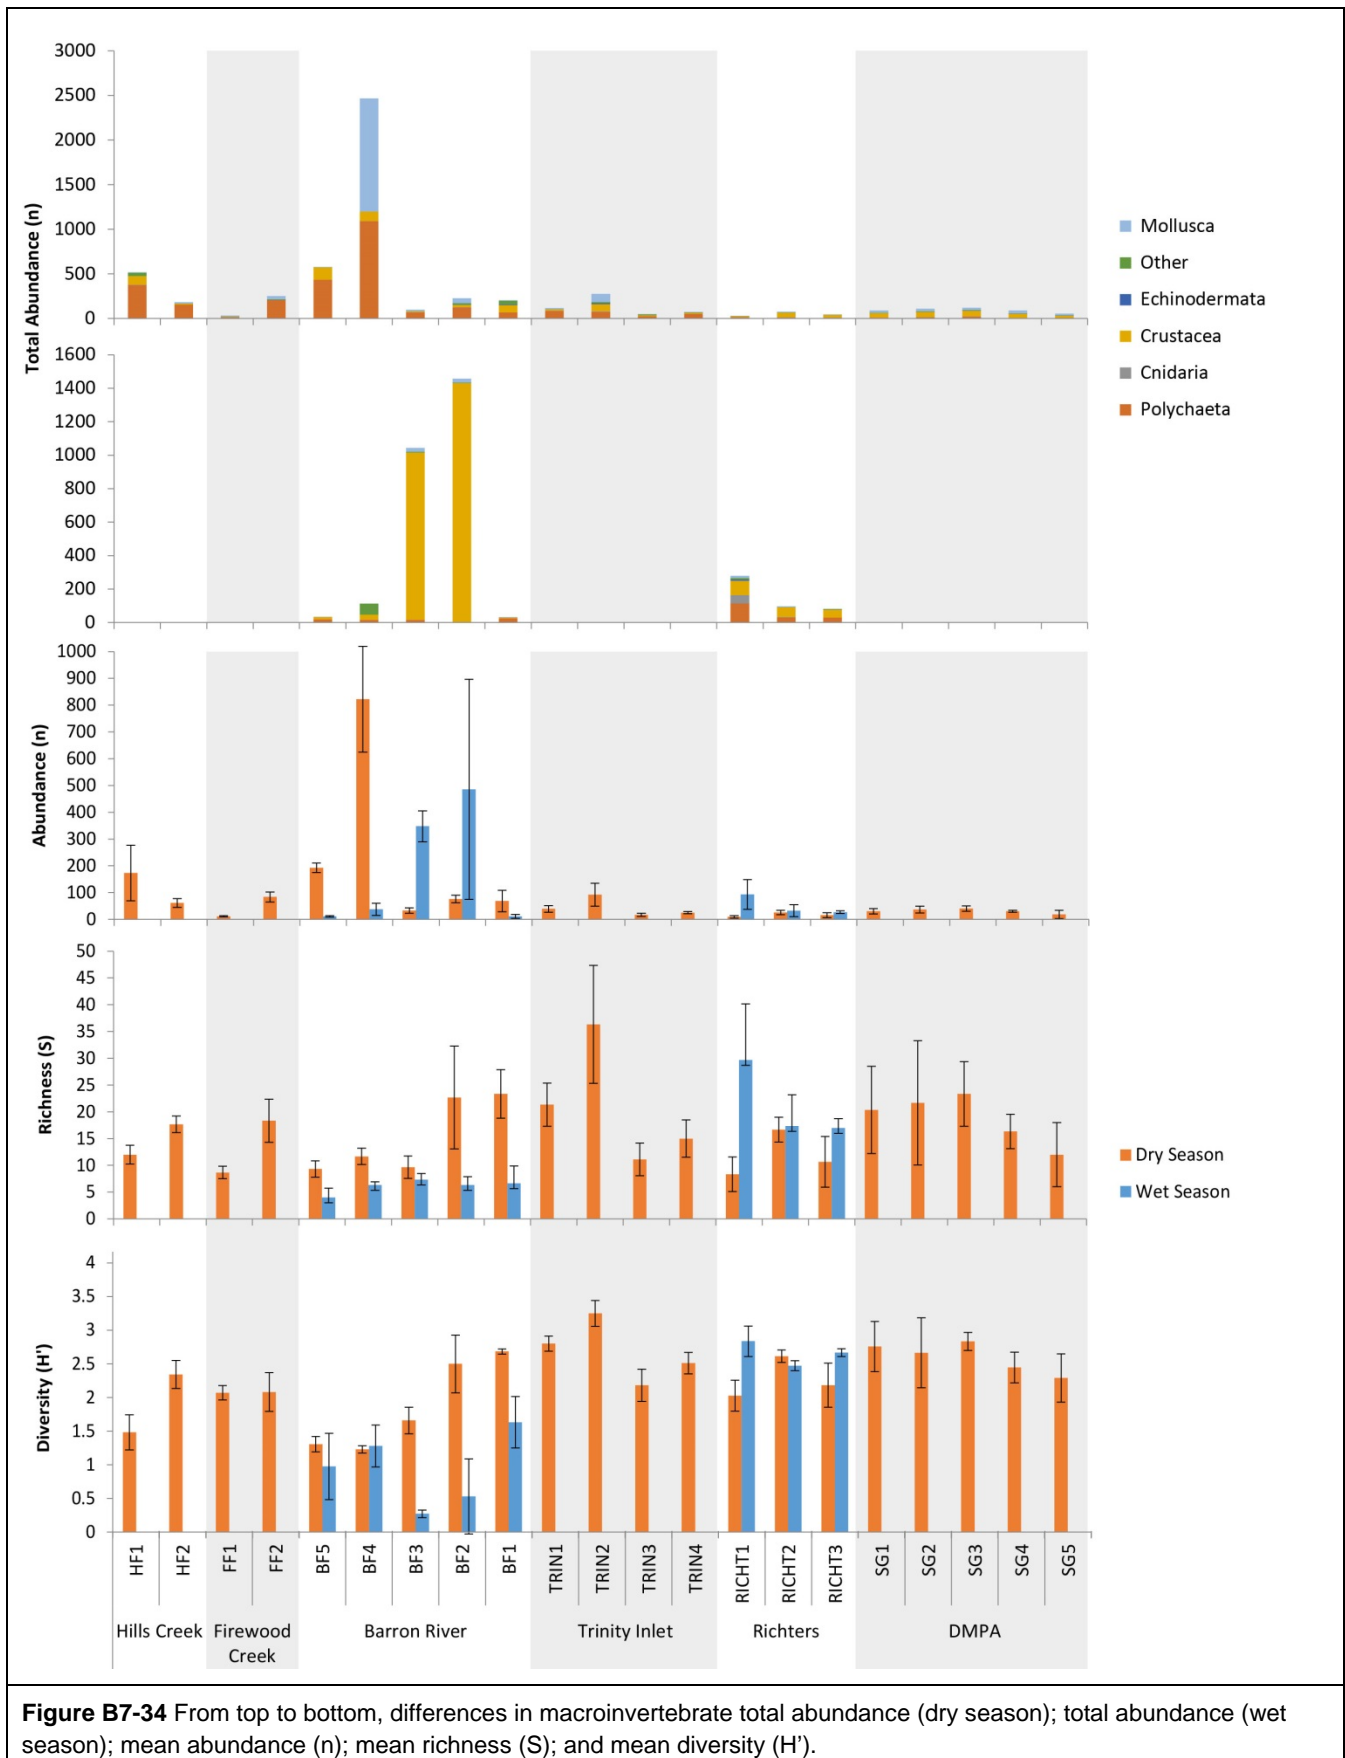 3000
2500
2000
1500
1000
500
0
Total Abundance (n)
Mollusca
Other
Echinodermata
Crustacea
Cnidaria
Polychaeta
1600
1400
1200
1000
800
600
400
200
0
1000
900
800
700
600
500
400
300
200
100
0
Abundance (n)
50
45
40
35
30
25
20
15
10
5
0
Richness (S)
Dry Season
Wet Season
4
3.5
3
2.5
2
1.5
1
0.5
0
Diversity (H')
HF1 HF2 FF1 FF2 BF5 BF4 BF3 BF2 BF1 TRIN1 TRIN2 TRIN3 TRIN4 RICHT1 RICHT2 RICHT3 SG1 SG2 SG3 SG4 SG5
Hills Creek Firewood Creek Barron River Trinity Inlet Richters DMPA
Figure B7-34 From top to bottom, differences in macroinvertebrate total abundance (dry season); total abundance (wet
season); mean abundance (n); mean richness (S); and mean diversity (H').